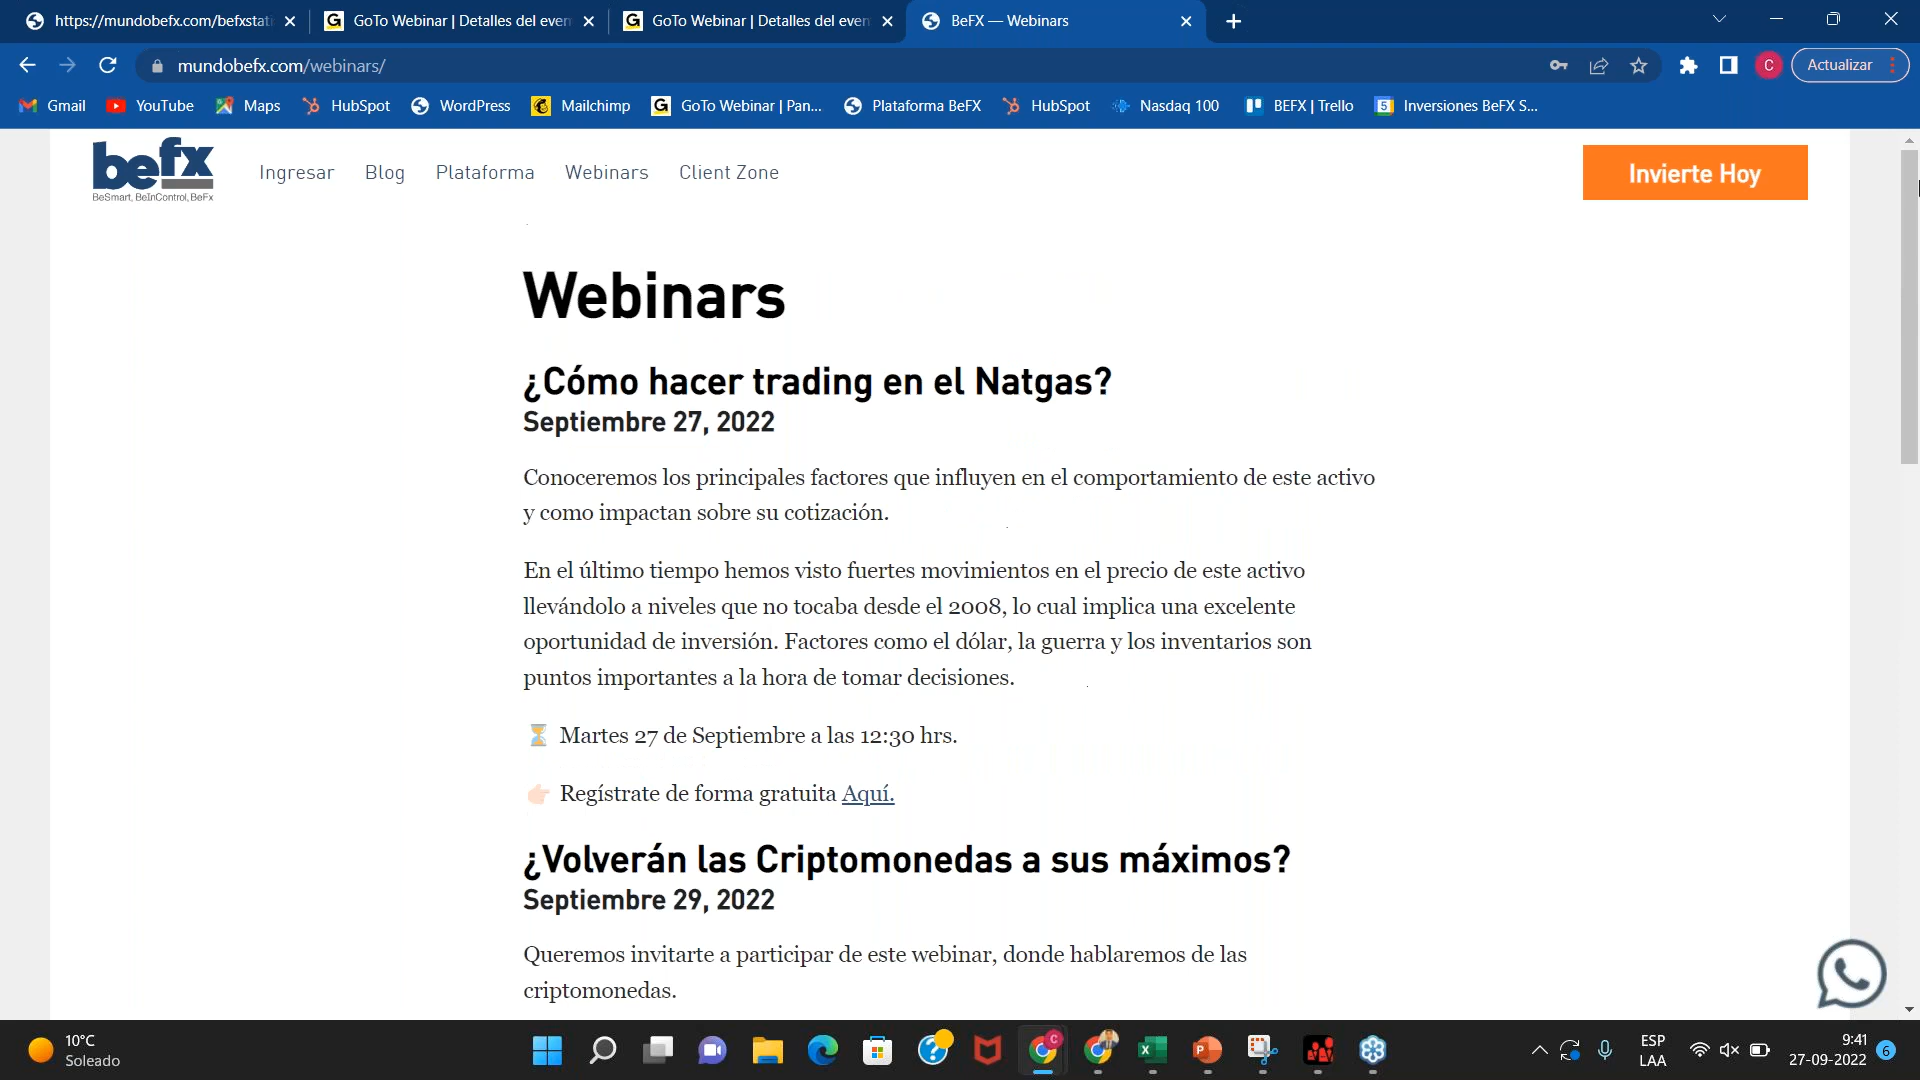 https://mundobefx.com/befxstati
GoTo Webinar | Detalles del even
GoTo Webinar | Detalles del even
BeFX — Webinars
mundobefx.com/webinars/
C
Actualizar
Gmail
YouTube
Maps
HubSpot
WordPress
Mailchimp
GoTo Webinar | Pan...
Plataforma BeFX
HubSpot
Nasdaq 100
BEFX | Trello
5
Inversiones BeFX S...
befx
BeSmart, BeInControl, BeFx
Ingresar
Blog
Plataforma
Webinars
Client Zone
Invierte Hoy
Webinars
¿Cómo hacer trading en el Natgas?
Septiembre 27, 2022
Conoceremos los principales factores que influyen en el comportamiento de este activo
y como impactan sobre su cotización.
En el último tiempo hemos visto fuertes movimientos en el precio de este activo
llevándolo a niveles que no tocaba desde el 2008, lo cual implica una excelente
oportunidad de inversión. Factores como el dólar, la guerra y los inventarios son
puntos importantes a la hora de tomar decisiones.
⏳ Martes 27 de Septiembre a las 12:30 hrs.
👉🏻 Regístrate de forma gratuita Aquí.
¿Volverán las Criptomonedas a sus máximos?
Septiembre 29, 2022
Queremos invitarte a participar de este webinar, donde hablaremos de las
criptomonedas.
10°C
Soleado
ESP
LAA
9:41
27-09-2022
6